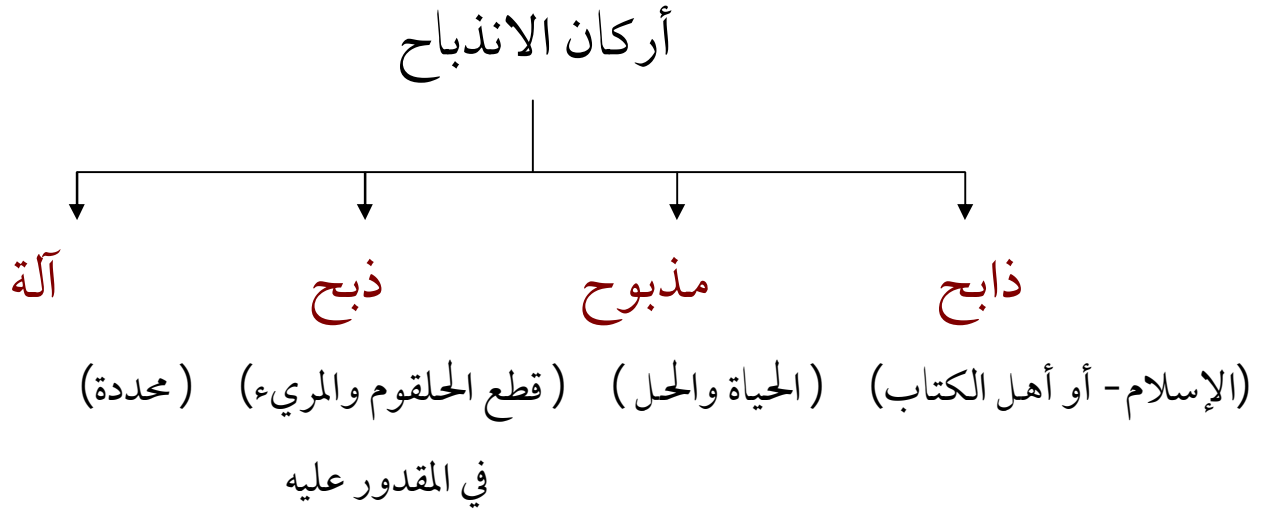 أركان الانذباح
ذابح مذبوح ذبح آلة
(الإسلام- أو أهل الكتاب) ( الحياة والحل ) ( قطع الحلقوم والمريء) ( محددة)
في المقدور عليه